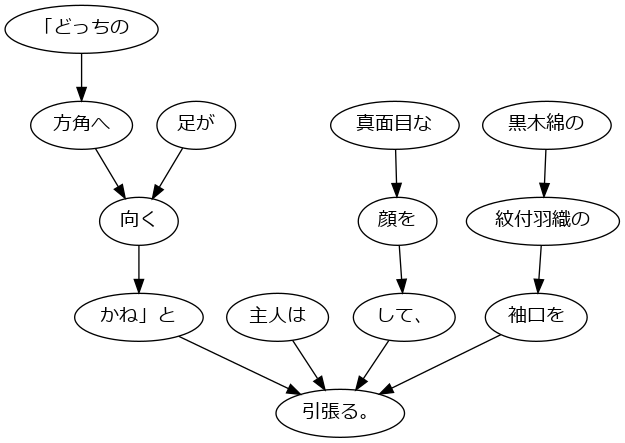 「どっちの
方角へ 足が 真面目な 黒木綿の
向く 顔を 紋付羽織の
かね」と 主人は して、 袖口を
引張る。